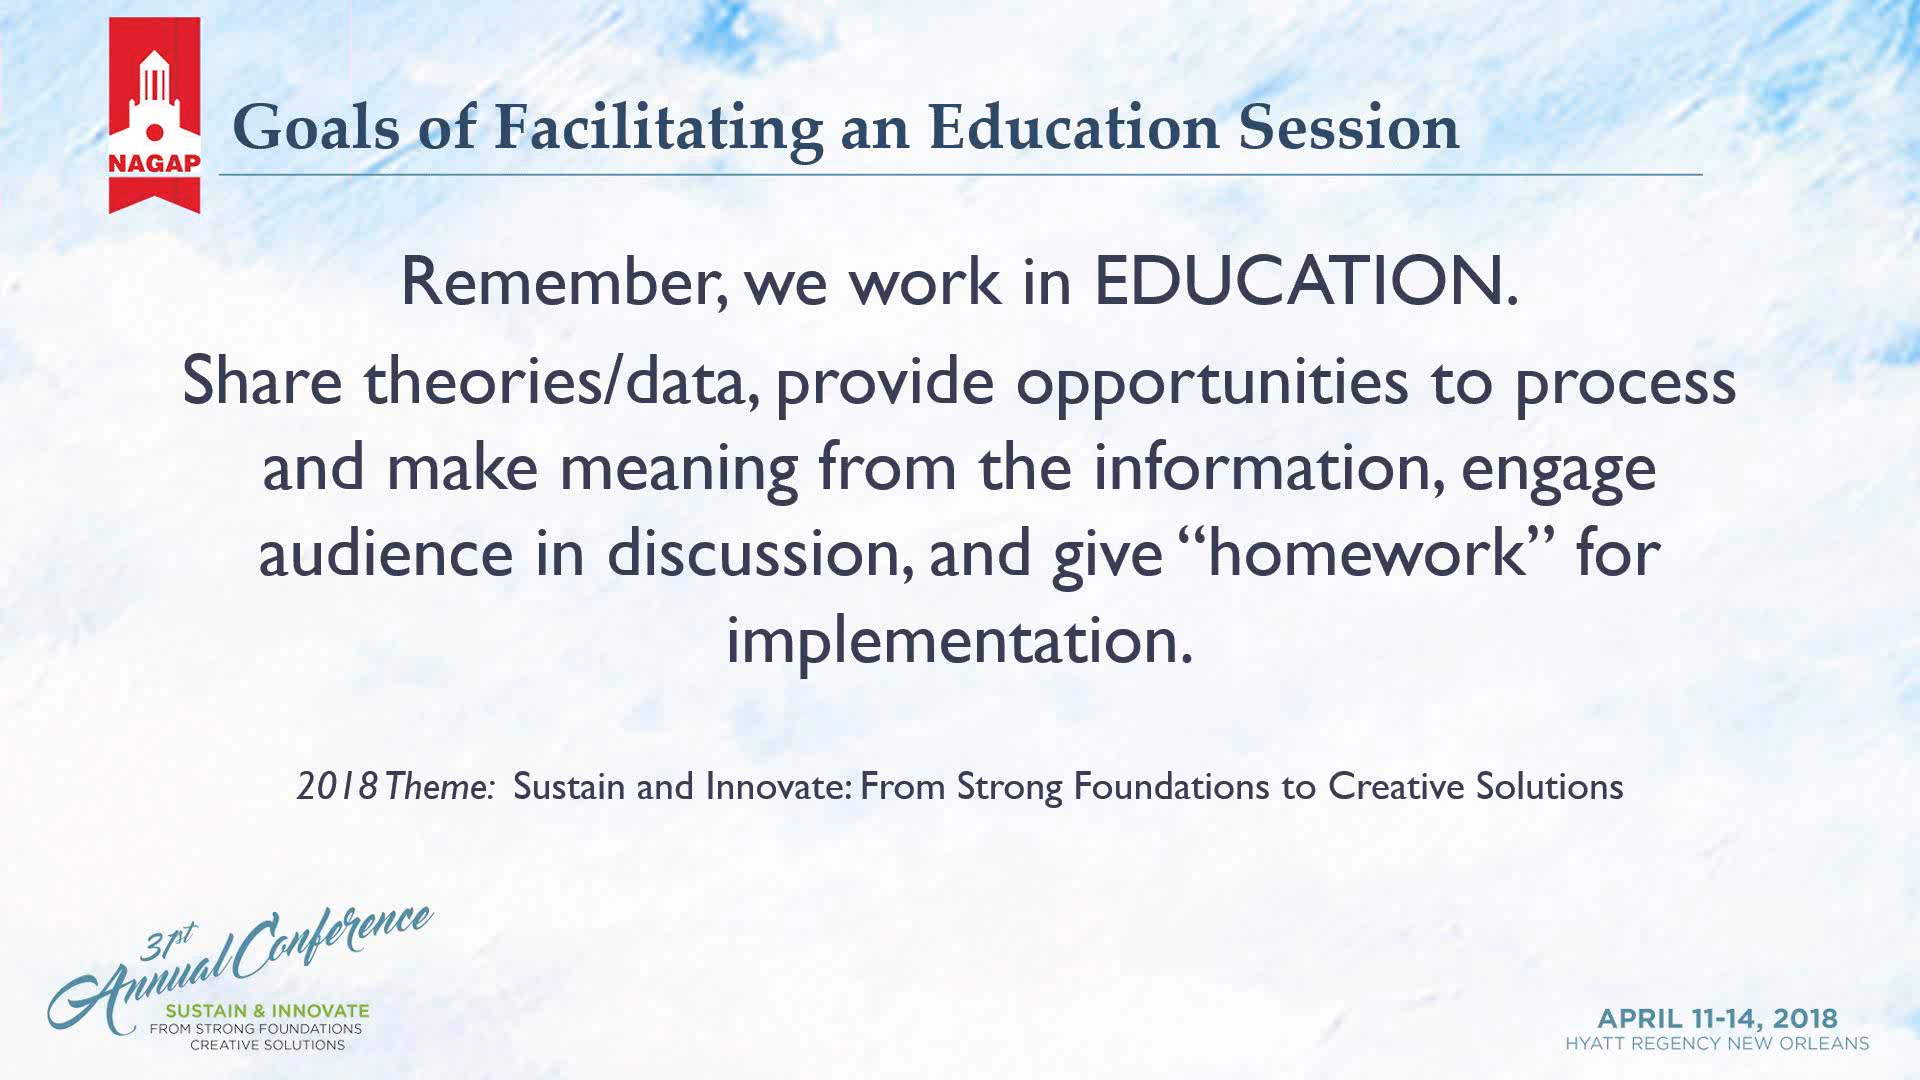 NAGAP
Goals of Facilitating an Education Session
Remember, we work in EDUCATION.
Share theories/data, provide opportunities to process
and make meaning from the information, engage
audience in discussion, and give “homework” for
implementation.
2018 Theme: Sustain and Innovate: From Strong Foundations to Creative Solutions
31st
Annual Conference
SUSTAIN & INNOVATE
FROM STRONG FOUNDATIONS
CREATIVE SOLUTIONS
APRIL 11-14, 2018
HYATT REGENCY NEW ORLEANS